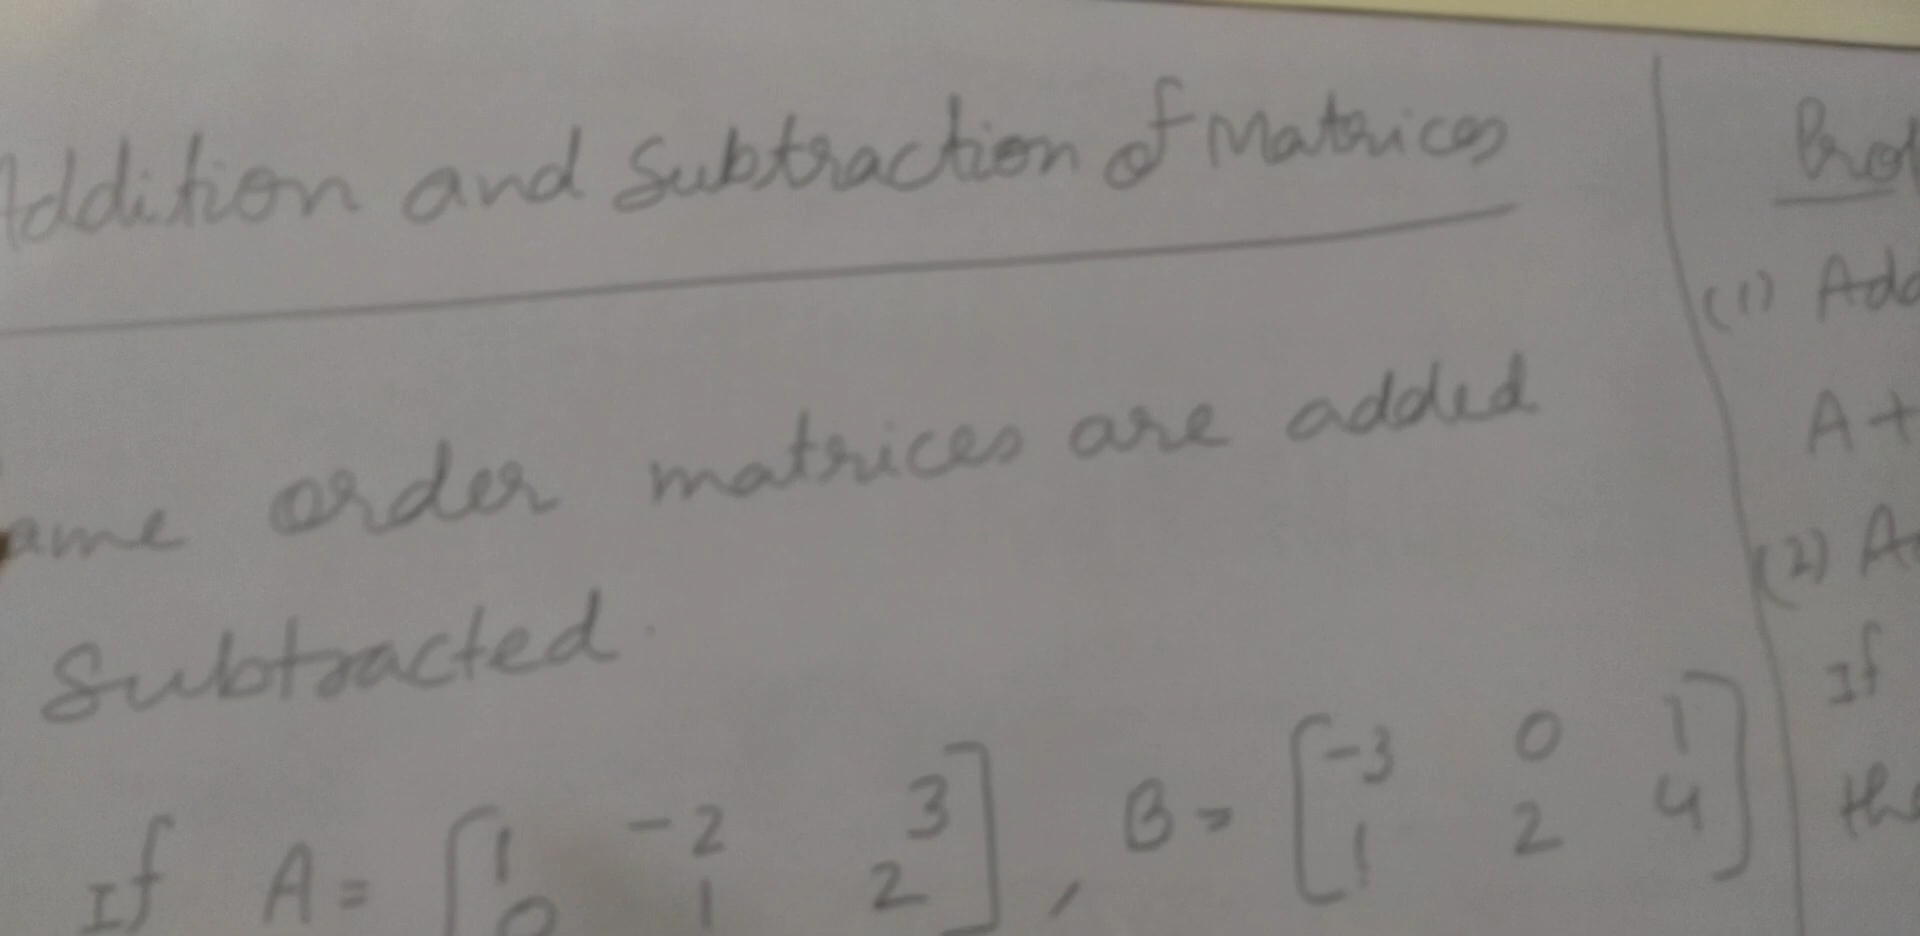 Addition and Subtraction of Matrices
ame order matrices are added
Subtracted.
If A = [1 -2 3
0 1 2], B = [-3 0 1
1 2 4]
(1) Add
A +
(2) A
If
the